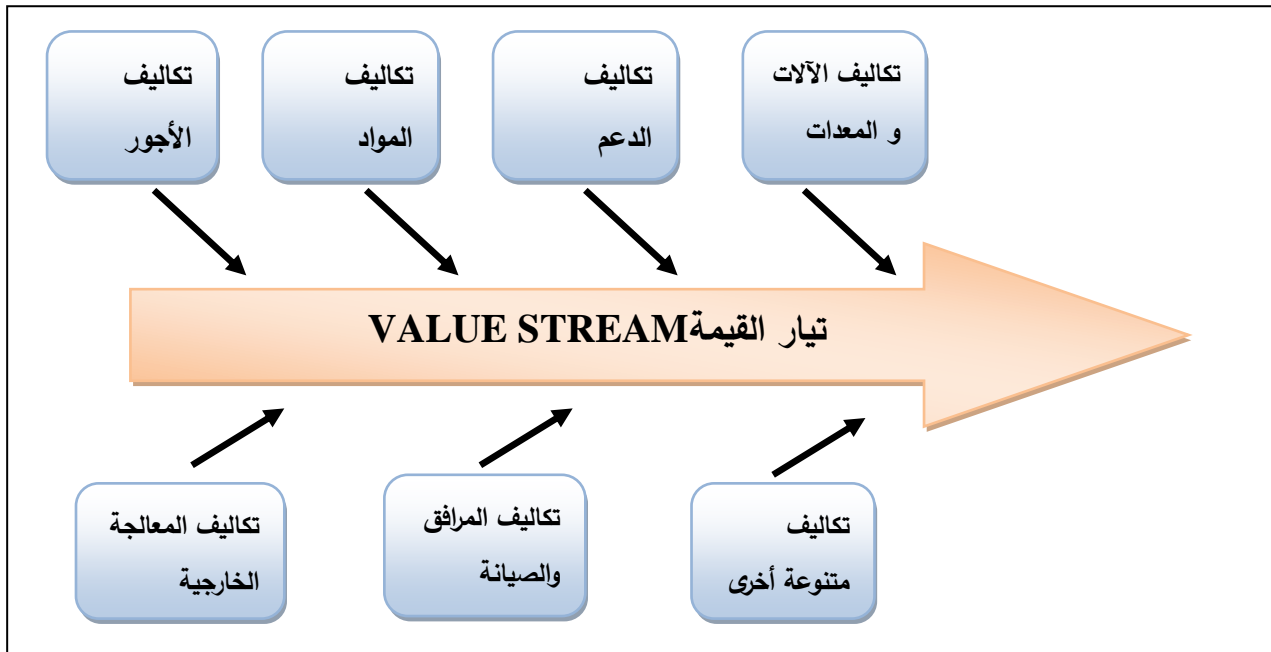 تكاليف
الأجور
تكاليف
المواد
تكاليف
الدعم
تكاليف الآلات
و المعدات
تيار القيمةVALUE STREAM
تكاليف المعالجة
الخارجية
تكاليف المرافق
والصيانة
تكاليف
متنوعة أخرى